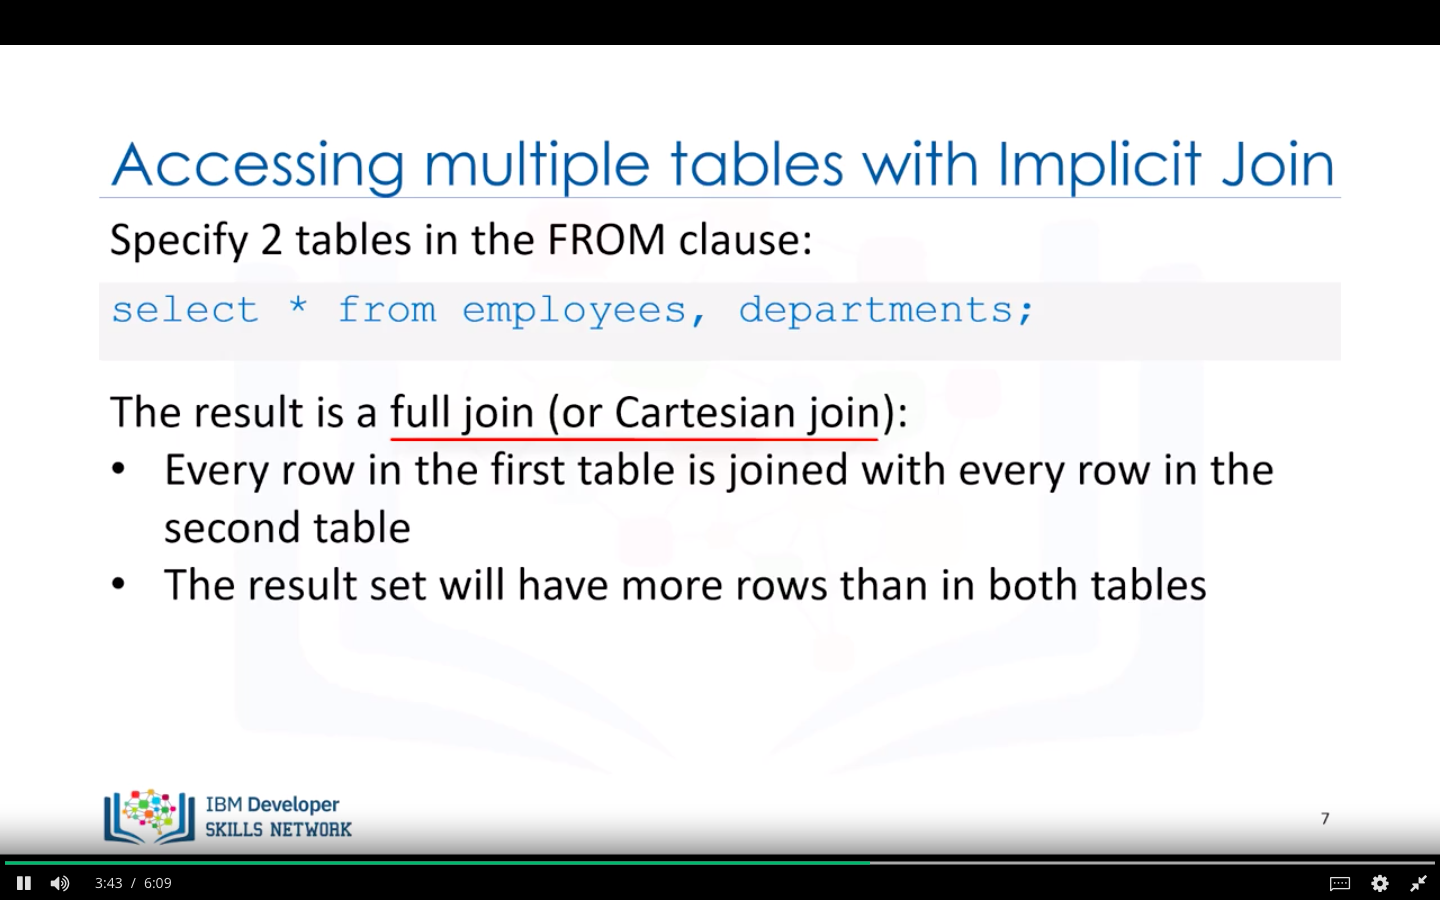 Accessing multiple tables with Implicit Join
Specify 2 tables in the FROM clause:
select * from employees, departments;
The result is a full join (or Cartesian join):
• Every row in the first table is joined with every row in the
second table
• The result set will have more rows than in both tables
IBM Developer
SKILLS NETWORK
7
3:43 / 6:09